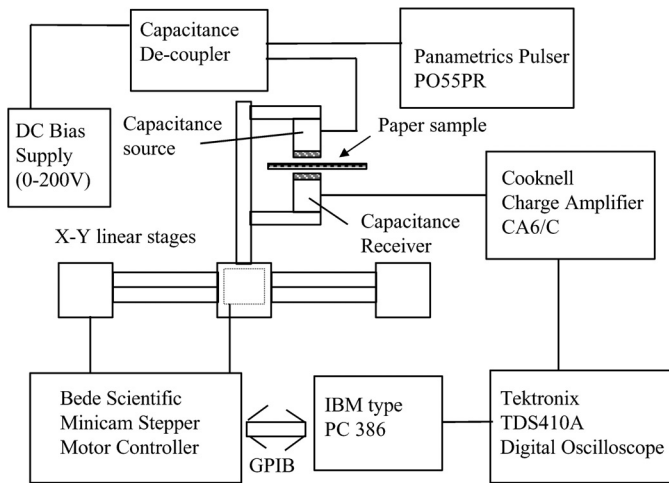 Capacitance
De-coupler
Panametrics Pulser
PO55PR
DC Bias
Supply
(0-200V)
Capacitance
source
Paper sample
Cooknell
Charge Amplifier
CA6/C
Capacitance
Receiver
X-Y linear stages
Bede Scientific
Minicam Stepper
Motor Controller
GPIB
IBM type
PC 386
Tektronix
TDS410A
Digital Oscilloscope